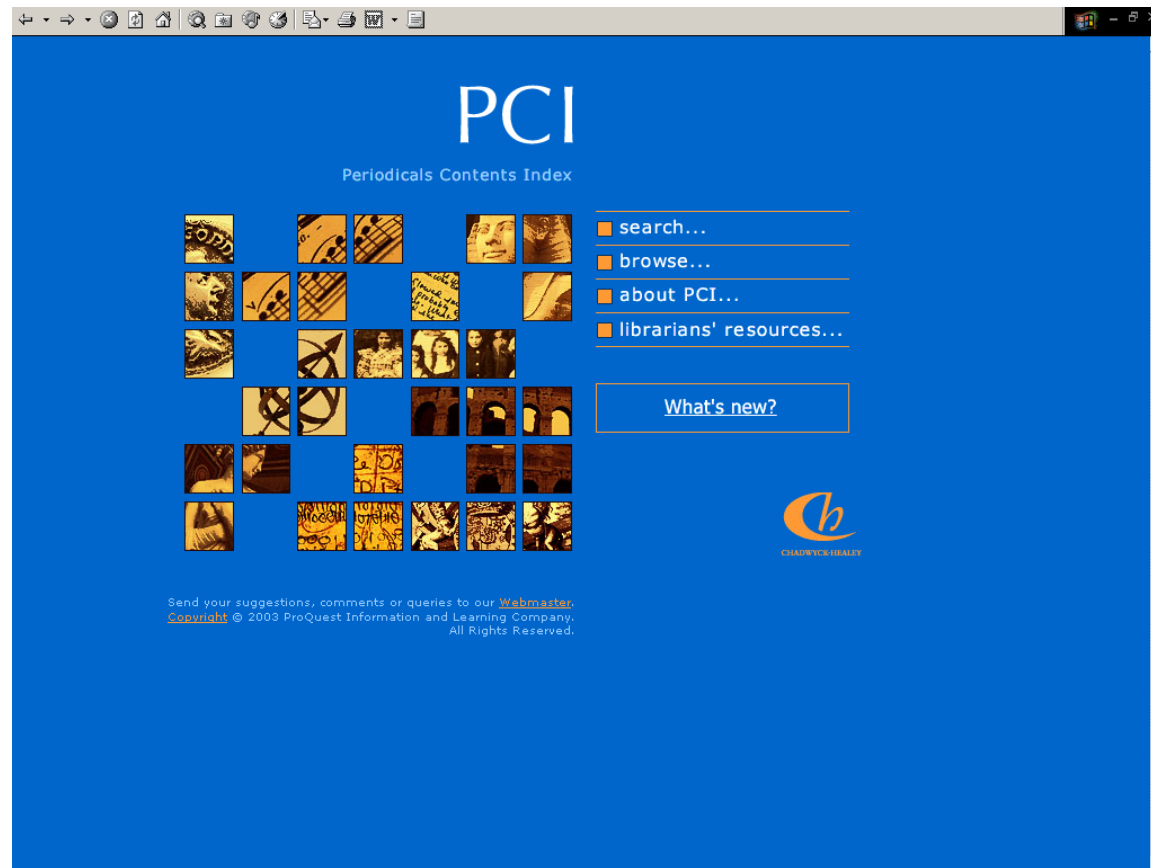 PCI
Periodicals Contents Index
search...
browse...
about PCI...
librarians' resources...
What's new?
CHADWYCK-HEALEY
Send your suggestions, comments or queries to our Webmaster.
Copyright © 2003 ProQuest Information and Learning Company.
All Rights Reserved.